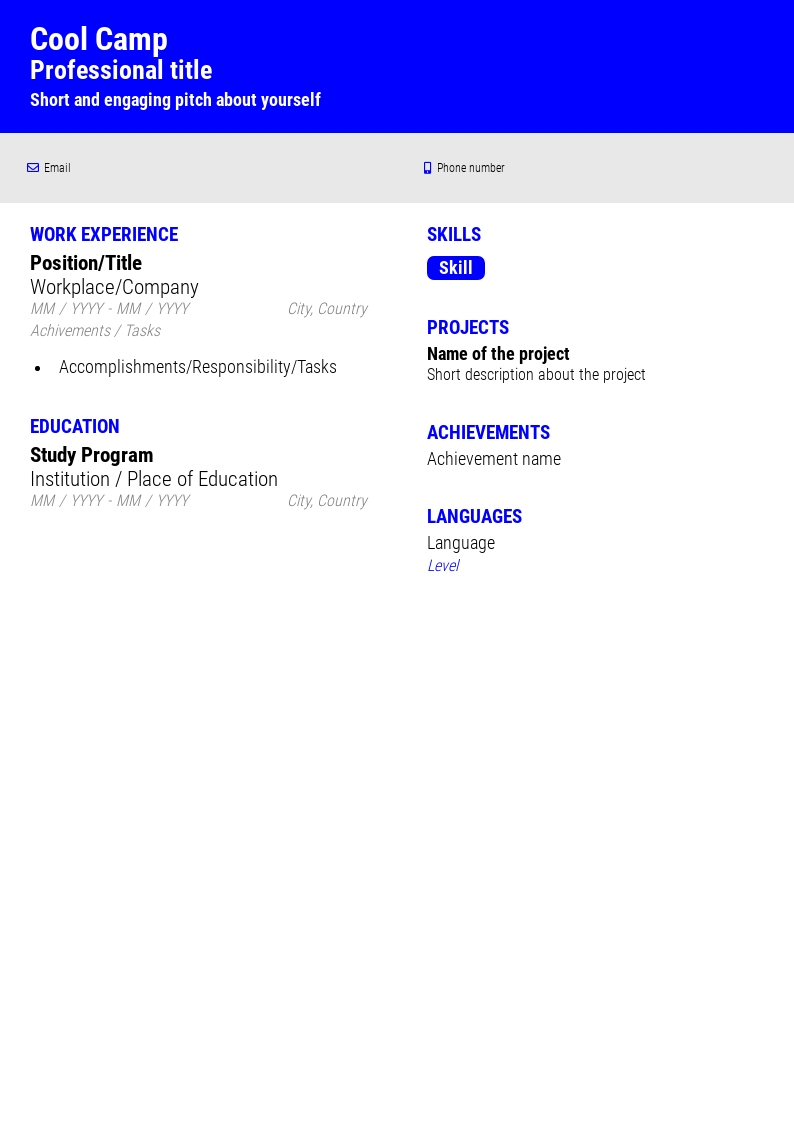 Cool Camp
Professional title
Short and engaging pitch about yourself
Email
Phone number
WORK EXPERIENCE
Position/Title
Workplace/Company
MM / YYYY - MM / YYYY City, Country
Achivements / Tasks
• Accomplishments/Responsibility/Tasks
EDUCATION
Study Program
Institution / Place of Education
MM / YYYY - MM / YYYY City, Country
SKILLS
Skill
PROJECTS
Name of the project
Short description about the project
ACHIEVEMENTS
Achievement name
LANGUAGES
Language
Level